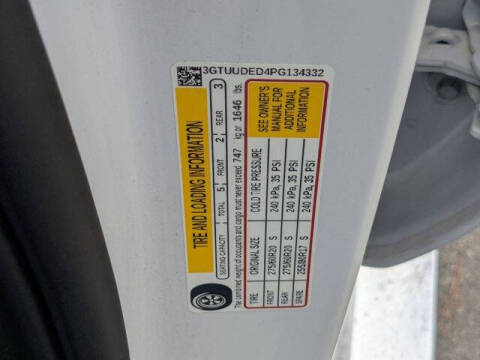 3GTUUDED4PG134332
TIRE AND LOADING INFORMATION
SEATING CAPACITY TOTAL 5 FRONT 2 REAR 3
The combined weight of occupants and cargo must never exceed 747 kg or 1646 lbs.
TIRE ORIGINAL SIZE COLD TIRE PRESSURE
FRONT 275/60R20 S 240 kPa, 35 PSI
REAR 275/60R20 S 240 kPa, 35 PSI
SPARE 255/80R17 S 240 kPa, 35 PSI
SEE OWNER'S
MANUAL FOR
ADDITIONAL
INFORMATION